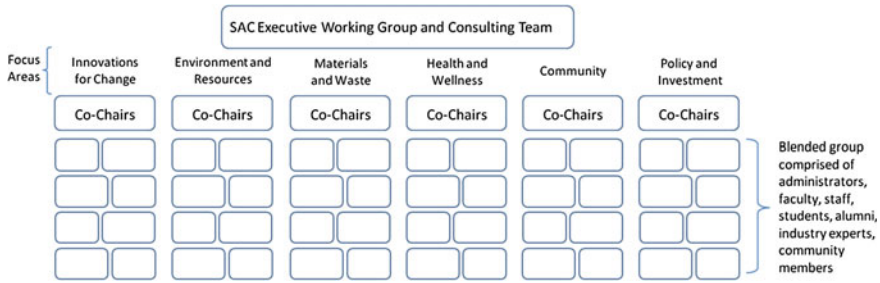 SAC Executive Working Group and Consulting Team
Focus
Areas
Innovations
for Change
Environment and
Resources
Materials
and Waste
Health and
Wellness
Community
Policy and
Investment
Co-Chairs
Co-Chairs
Co-Chairs
Co-Chairs
Co-Chairs
Co-Chairs
Blended group
comprised of
administrators,
faculty, staff,
students, alumni,
industry experts,
community
members